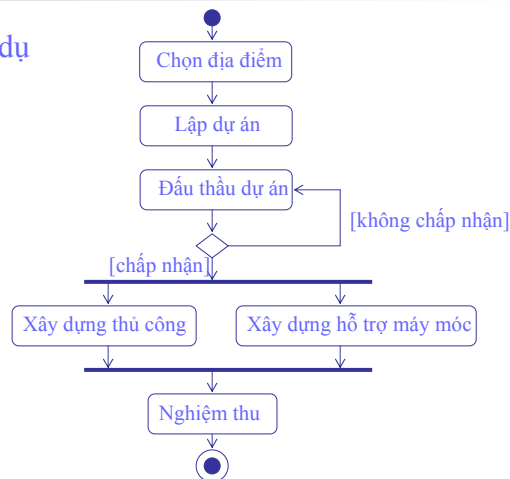 dụ
Chọn địa điểm
Lập dự án
Đấu thầu dự án
[không chấp nhận]
[chấp nhận]
Xây dựng thủ công
Xây dựng hỗ trợ máy móc
Nghiệm thu